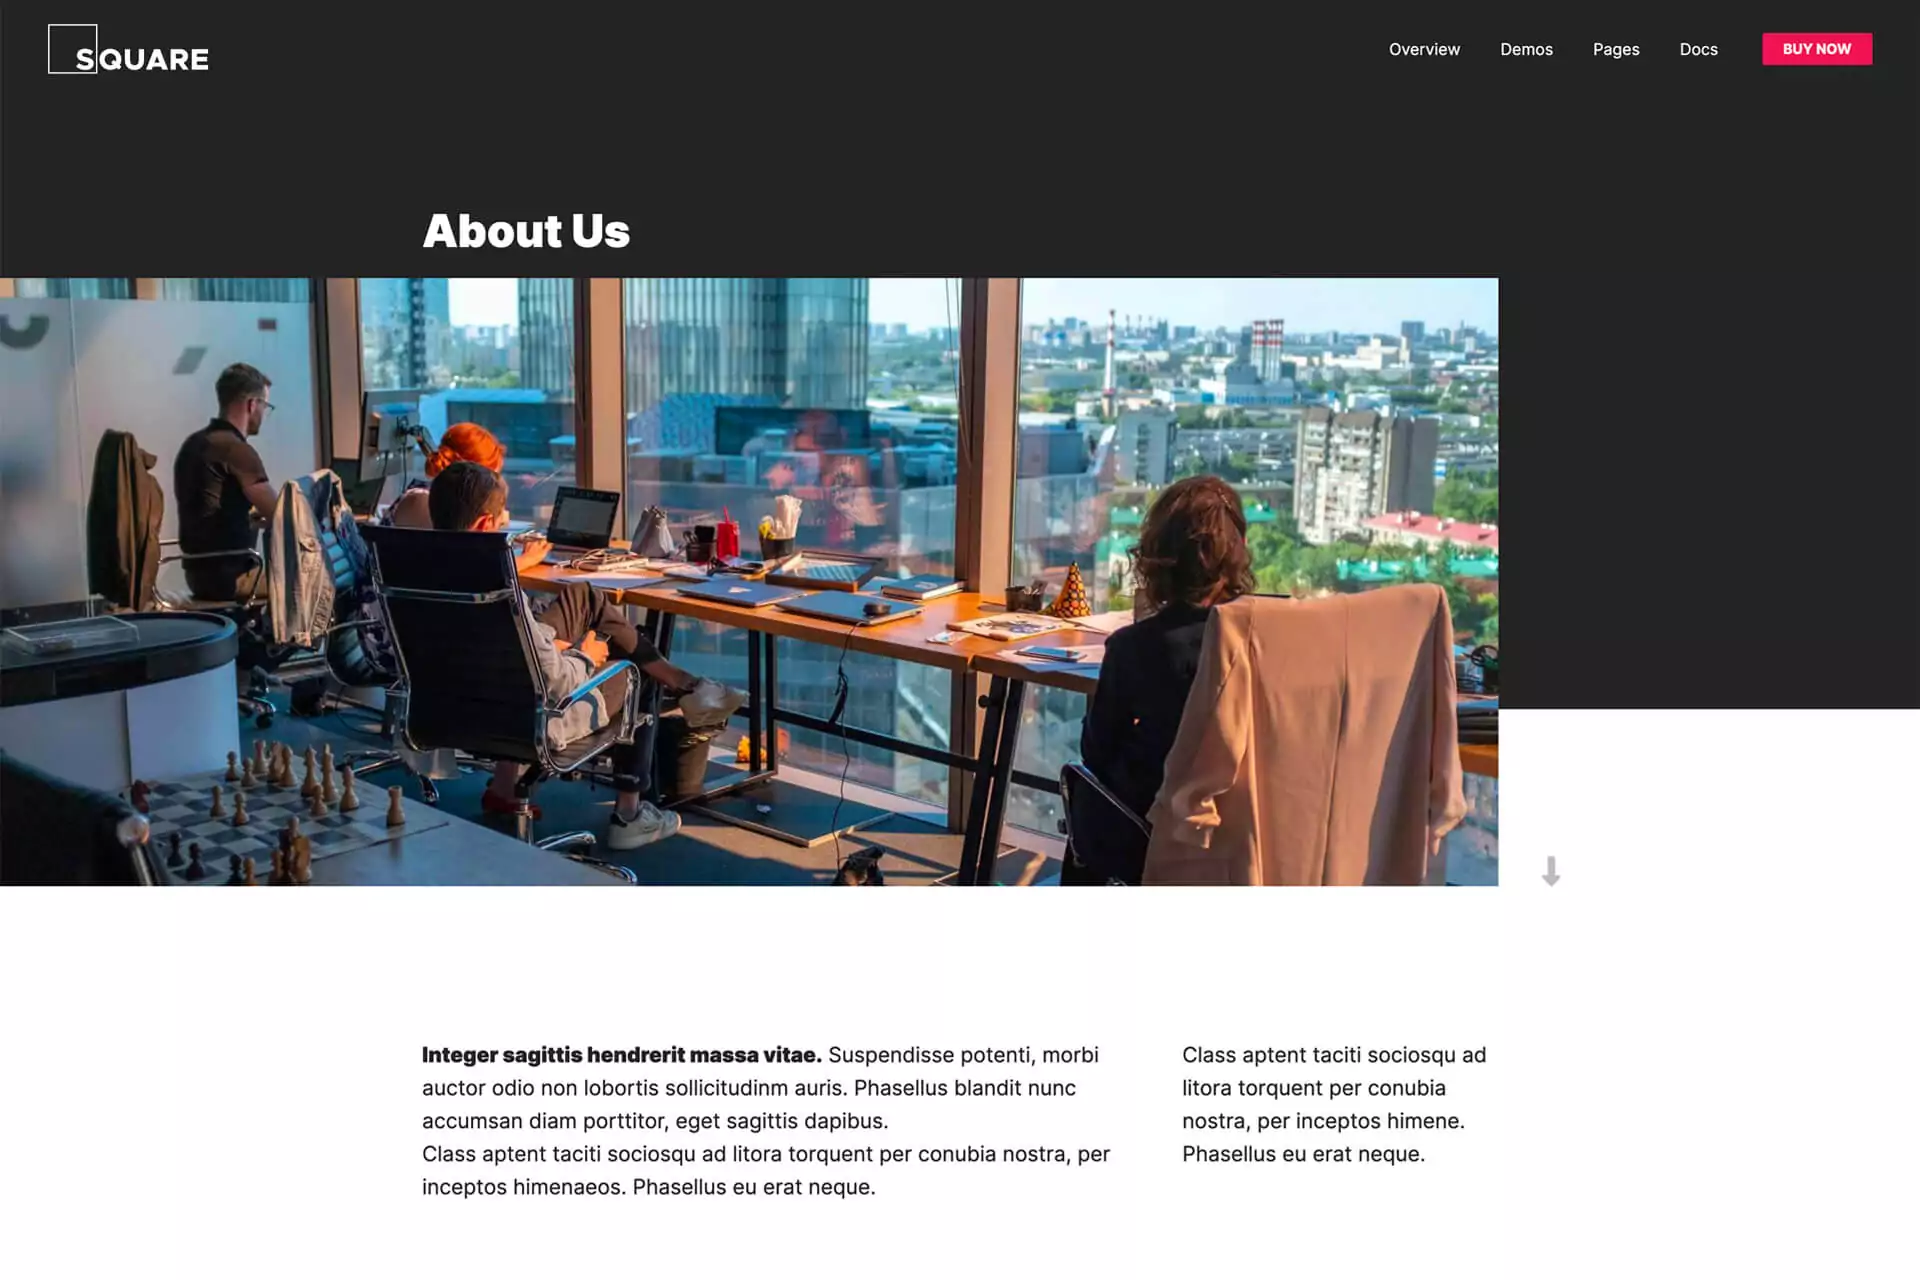 SQUARE
Overview Demos Pages Docs BUY NOW
About Us
Integer sagittis hendrerit massa vitae. Suspendisse potenti, morbi
auctor odio non lobortis sollicitudinm auris. Phasellus blandit nunc
accumsan diam porttitor, eget sagittis dapibus.
Class aptent taciti sociosqu ad litora torquent per conubia nostra, per
inceptos himenaeos. Phasellus eu erat neque.
Class aptent taciti sociosqu ad
litora torquent per conubia
nostra, per inceptos himene.
Phasellus eu erat neque.